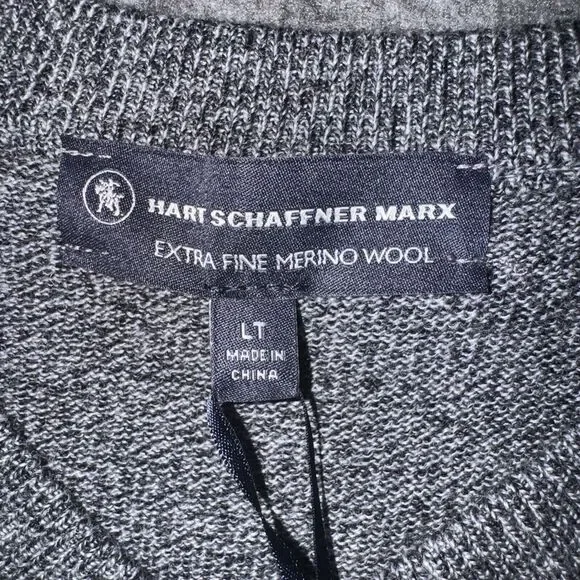 HART SCHAFFNER MARX
EXTRA FINE MERINO WOOL
LT
MADE IN
CHINA